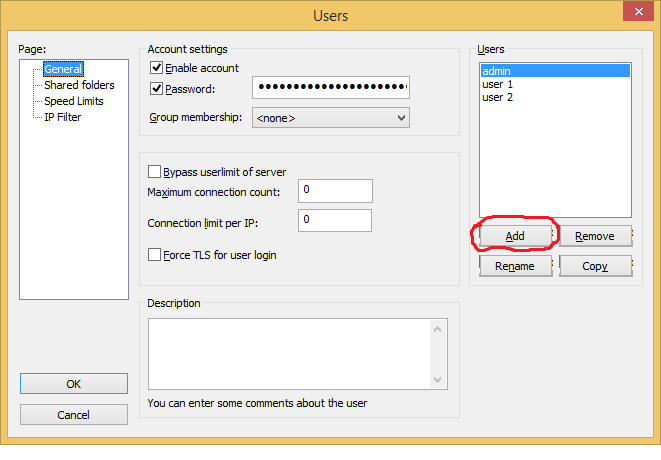 Users
Page:
General
Shared folders
Speed Limits
IP Filter
OK
Cancel
Account settings
Enable account
Password:
Group membership:
<none>
Bypass userlimit of server
Maximum connection count:
0
Connection limit per IP:
0
Force TLS for user login
Description
You can enter some comments about the user
Users
admin
user 1
user 2
Add
Remove
Rename
Copy